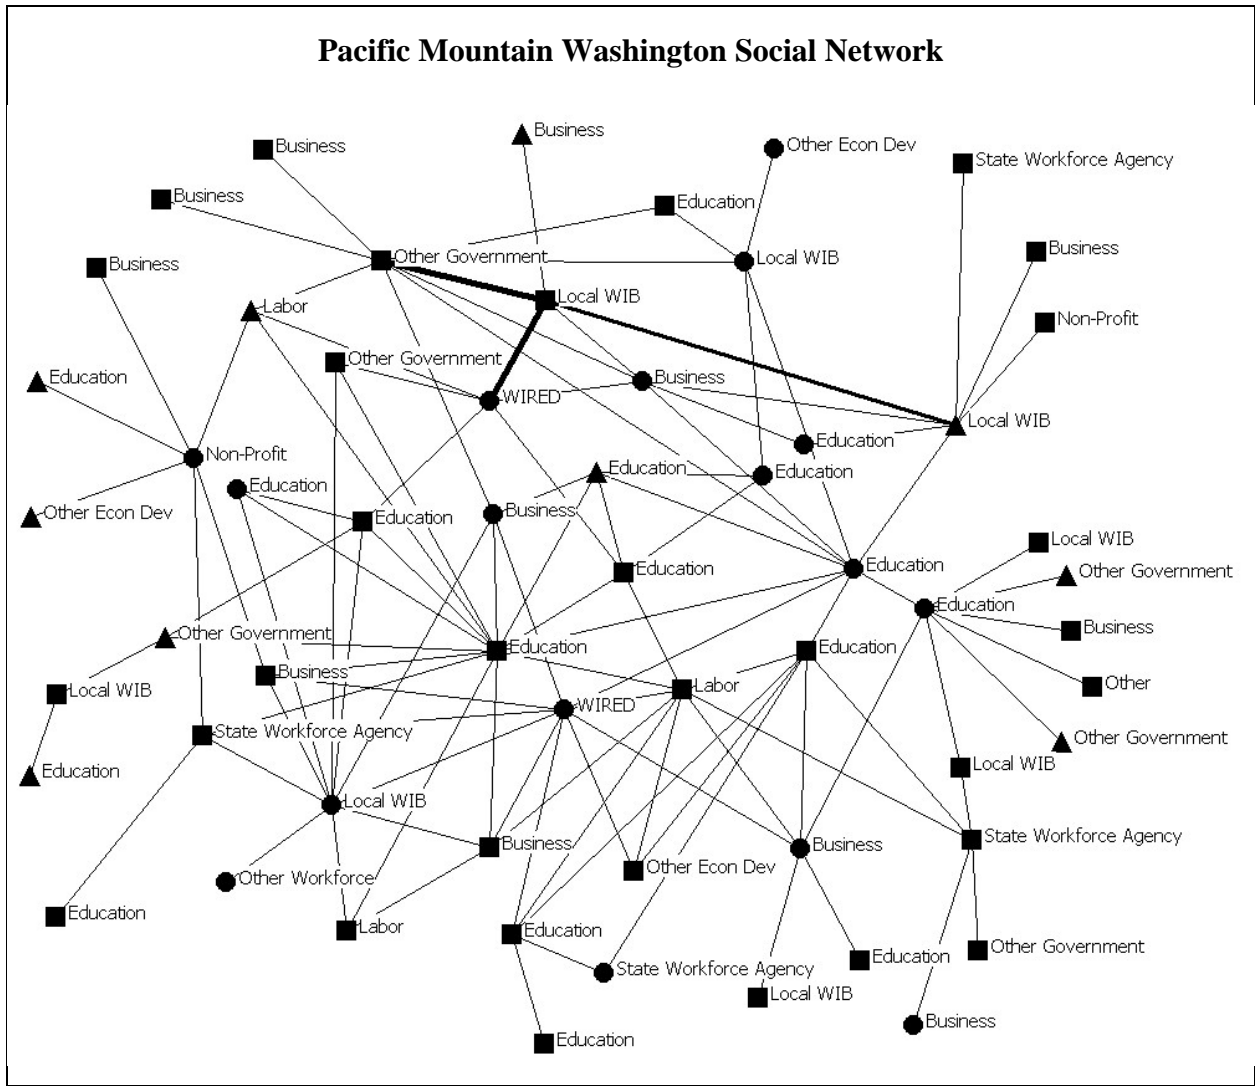 Pacific Mountain Washington Social Network
Business
Business
Other Econ Dev
State Workforce Agency
Business
Education
Business
Other Government
Local WIB
Business
Local WIB
Labor
Non-Profit
Other Government
Education
Business
WIRED
Local WIB
Education
Non-Profit
Education
Education
Education
Other Econ Dev
Education
Business
Local WIB
Education
Education
Other Government
Education
Business
Other Government
Education
Education
Business
Local WIB
Labor
Other
WIRED
State Workforce Agency
Other Government
Education
Local WIB
Local WIB
State Workforce Agency
Business
Business
Other Econ Dev
Other Workforce
Education
Labor
Education
Other Government
Education
State Workforce Agency
Local WIB
Business
Education